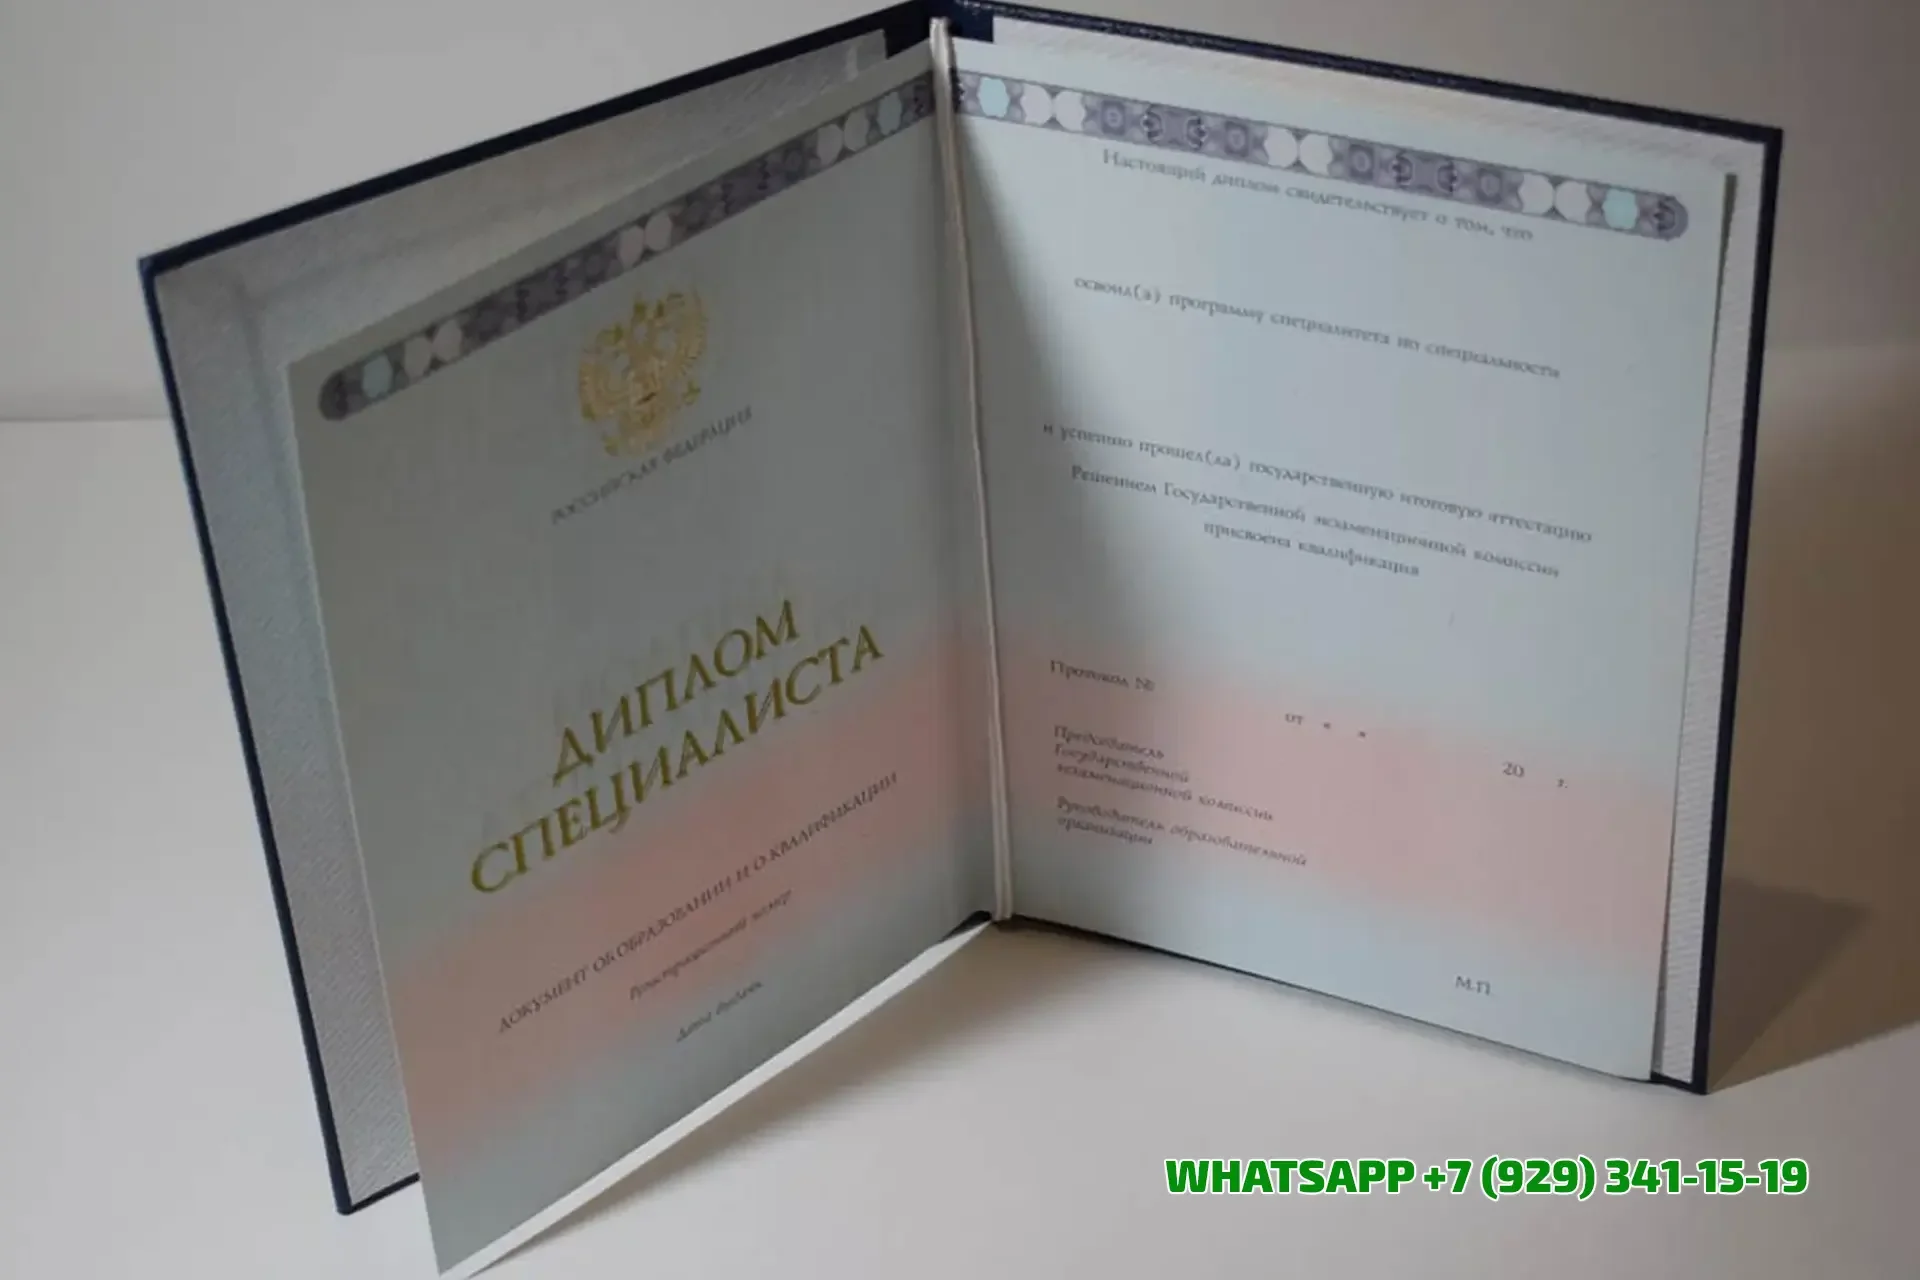 РОССИЙСКАЯ ФЕДЕРАЦИЯ
ДИПЛОМ
СПЕЦИАЛИСТА
ДОКУМЕНТ ОБ ОБРАЗОВАНИИ И О КВАЛИФИКАЦИИ
Регистрационный номер
Дата выдачи
Настоящий диплом свидетельствует о том, что
освоил(а) программу специалитета по специальности
и успешно прошел(ла) государственную итоговую аттестацию
Решением Государственной экзаменационной комиссии
присвоена квалификация
Протокол №
от « » 20 г.
Председатель
Государственной
экзаменационной комиссии
Руководитель образовательной
организации
М.П.
WHATSAPP +7 (929) 341-15-19